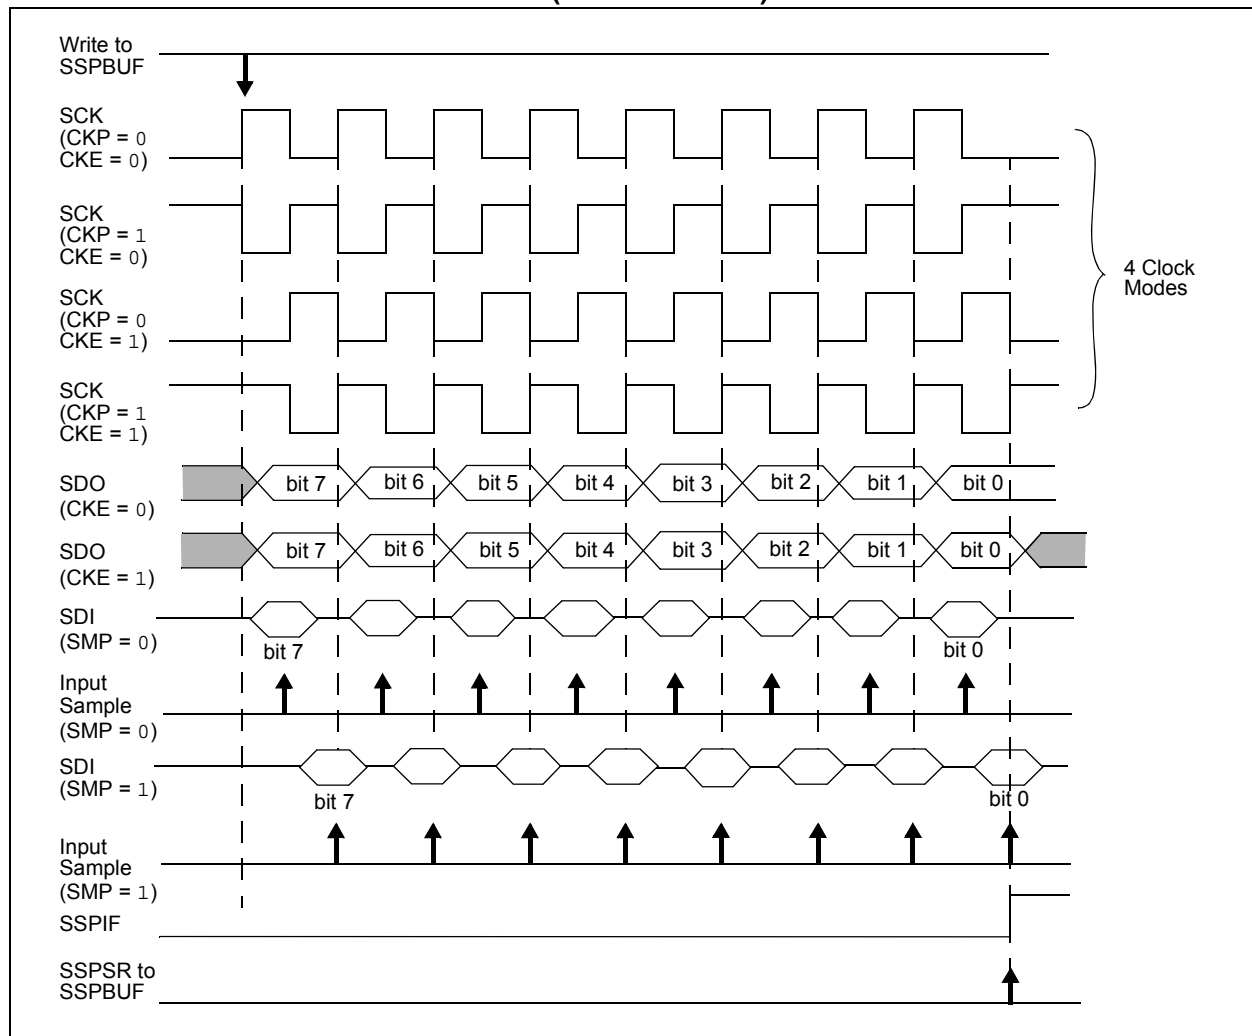 Write to
SSPBUF
SCK
(CKP = 0
CKE = 0)
SCK
(CKP = 1
CKE = 0)
4 Clock
Modes
SCK
(CKP = 0
CKE = 1)
SCK
(CKP = 1
CKE = 1)
SDO
(CKE = 0)
bit 7 bit 6 bit 5 bit 4 bit 3 bit 2 bit 1 bit 0
SDO
(CKE = 1)
bit 7 bit 6 bit 5 bit 4 bit 3 bit 2 bit 1 bit 0
SDI
(SMP = 0)
bit 7 bit 0
Input
Sample
(SMP = 0)
SDI
(SMP = 1)
bit 7 bit 0
Input
Sample
(SMP = 1)
SSPIF
SSPSR to
SSPBUF